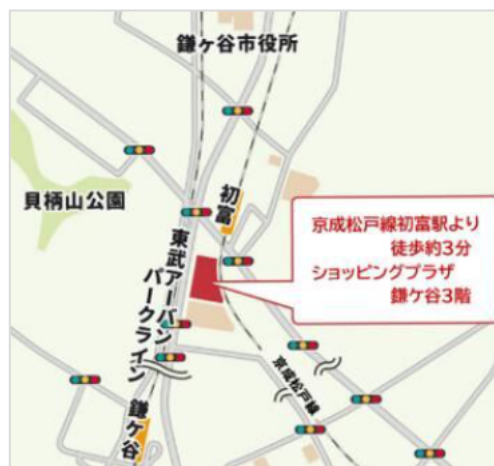 鎌ヶ谷市役所
貝柄山公園
初富
東武アーバン
パークライン
京成松戸線初富駅より
徒歩約3分
ショッピングプラザ
鎌ケ谷3階
京成松戸線
鎌ヶ谷